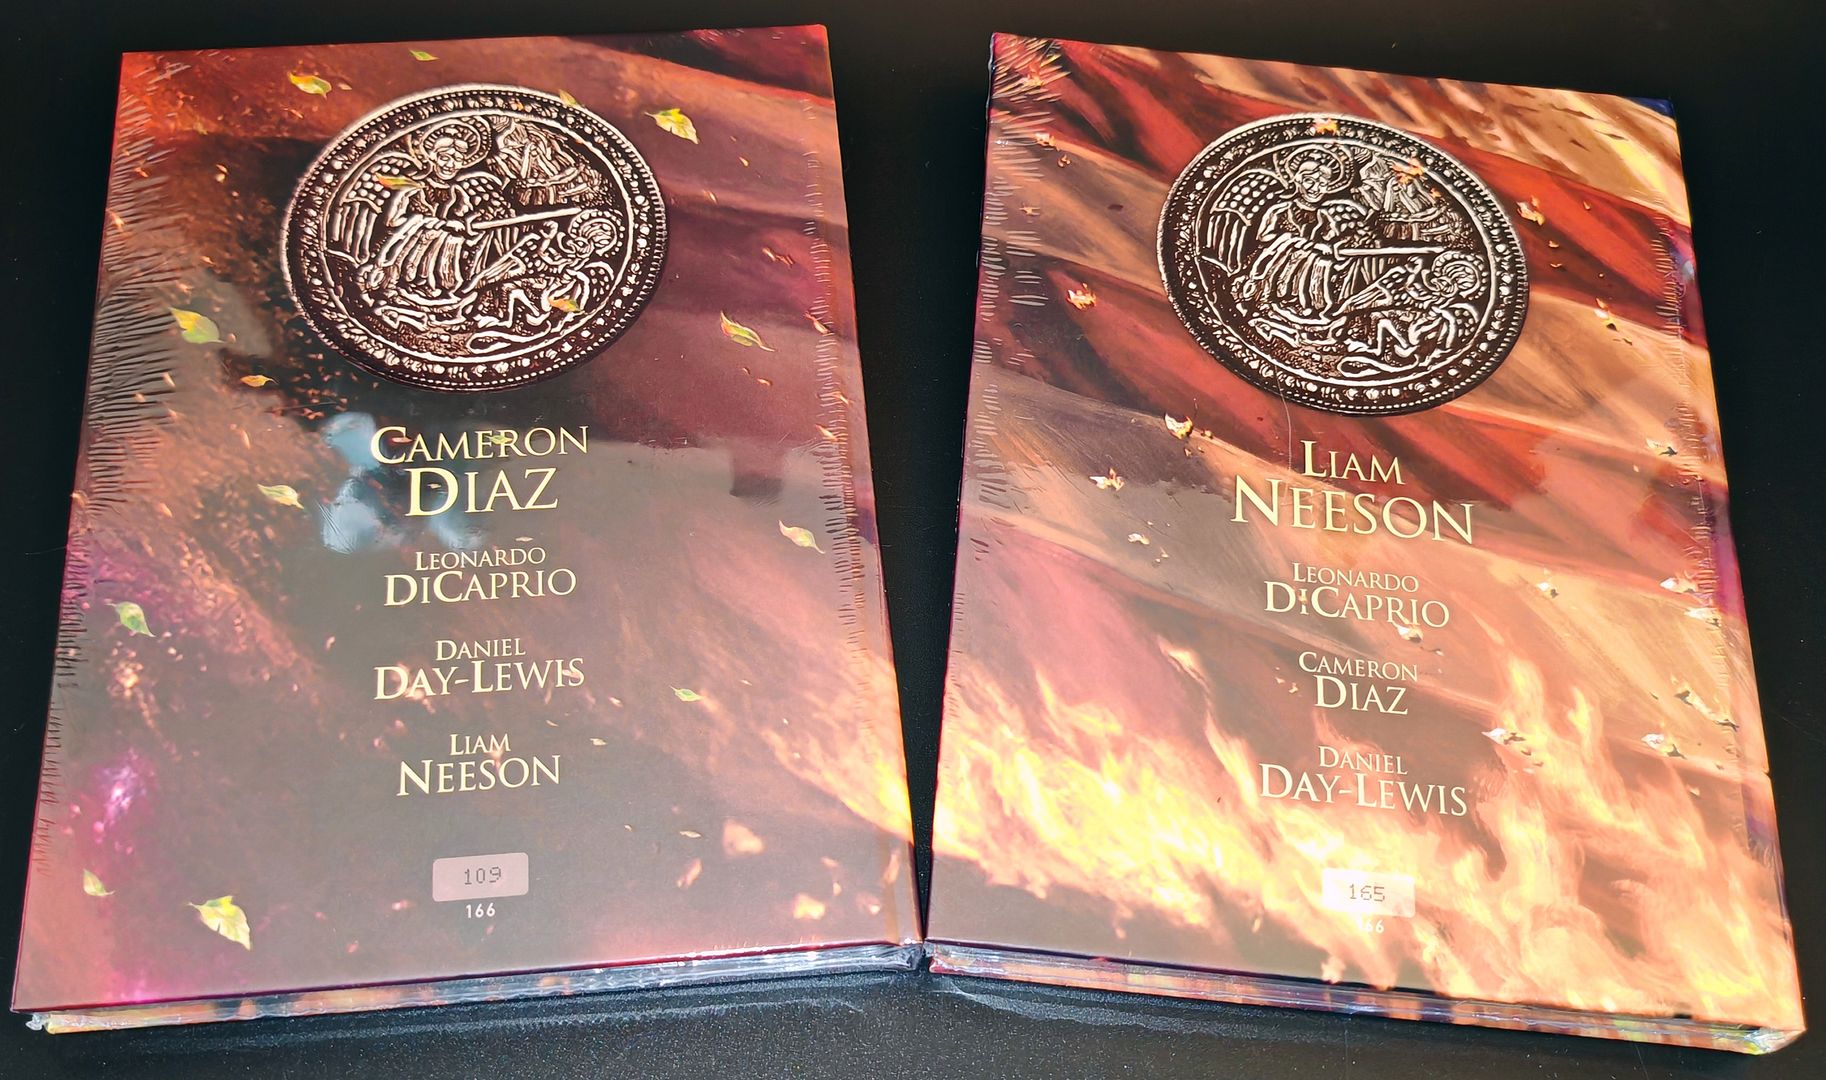 CAMERON
DIAZ
LEONARDO
DICAPRIO
DANIEL
DAY-LEWIS
LIAM
NEESON
109
166
LIAM
NEESON
LEONARDO
DICAPRIO
CAMERON
DIAZ
DANIEL
DAY-LEWIS
165
166